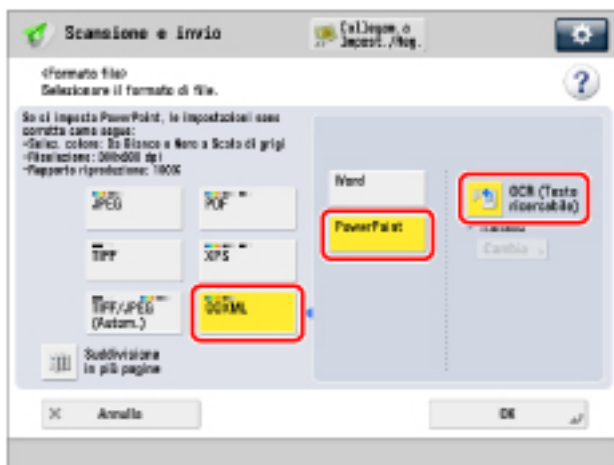 Scansione e invio
Collegam.a
Impost./Reg.
<Formato file>
Selezionare il formato di file.
?
Se si imposta PowerPoint, le impostazioni sono
corrette come segue:
-Selez. colore: Da Bianco e Nero a Scala di grigi
-Risoluzione: 300x300 dpi
-Rapporto riproduzione: 100%
JPEG
PDF
TIFF
XPS
TIFF/JPEG
(Autom.)
OOXML
Suddivisione
in più pagine
Word
PowerPoint
OCR (Testo
ricercabile)
Cambia
Annulla
OK